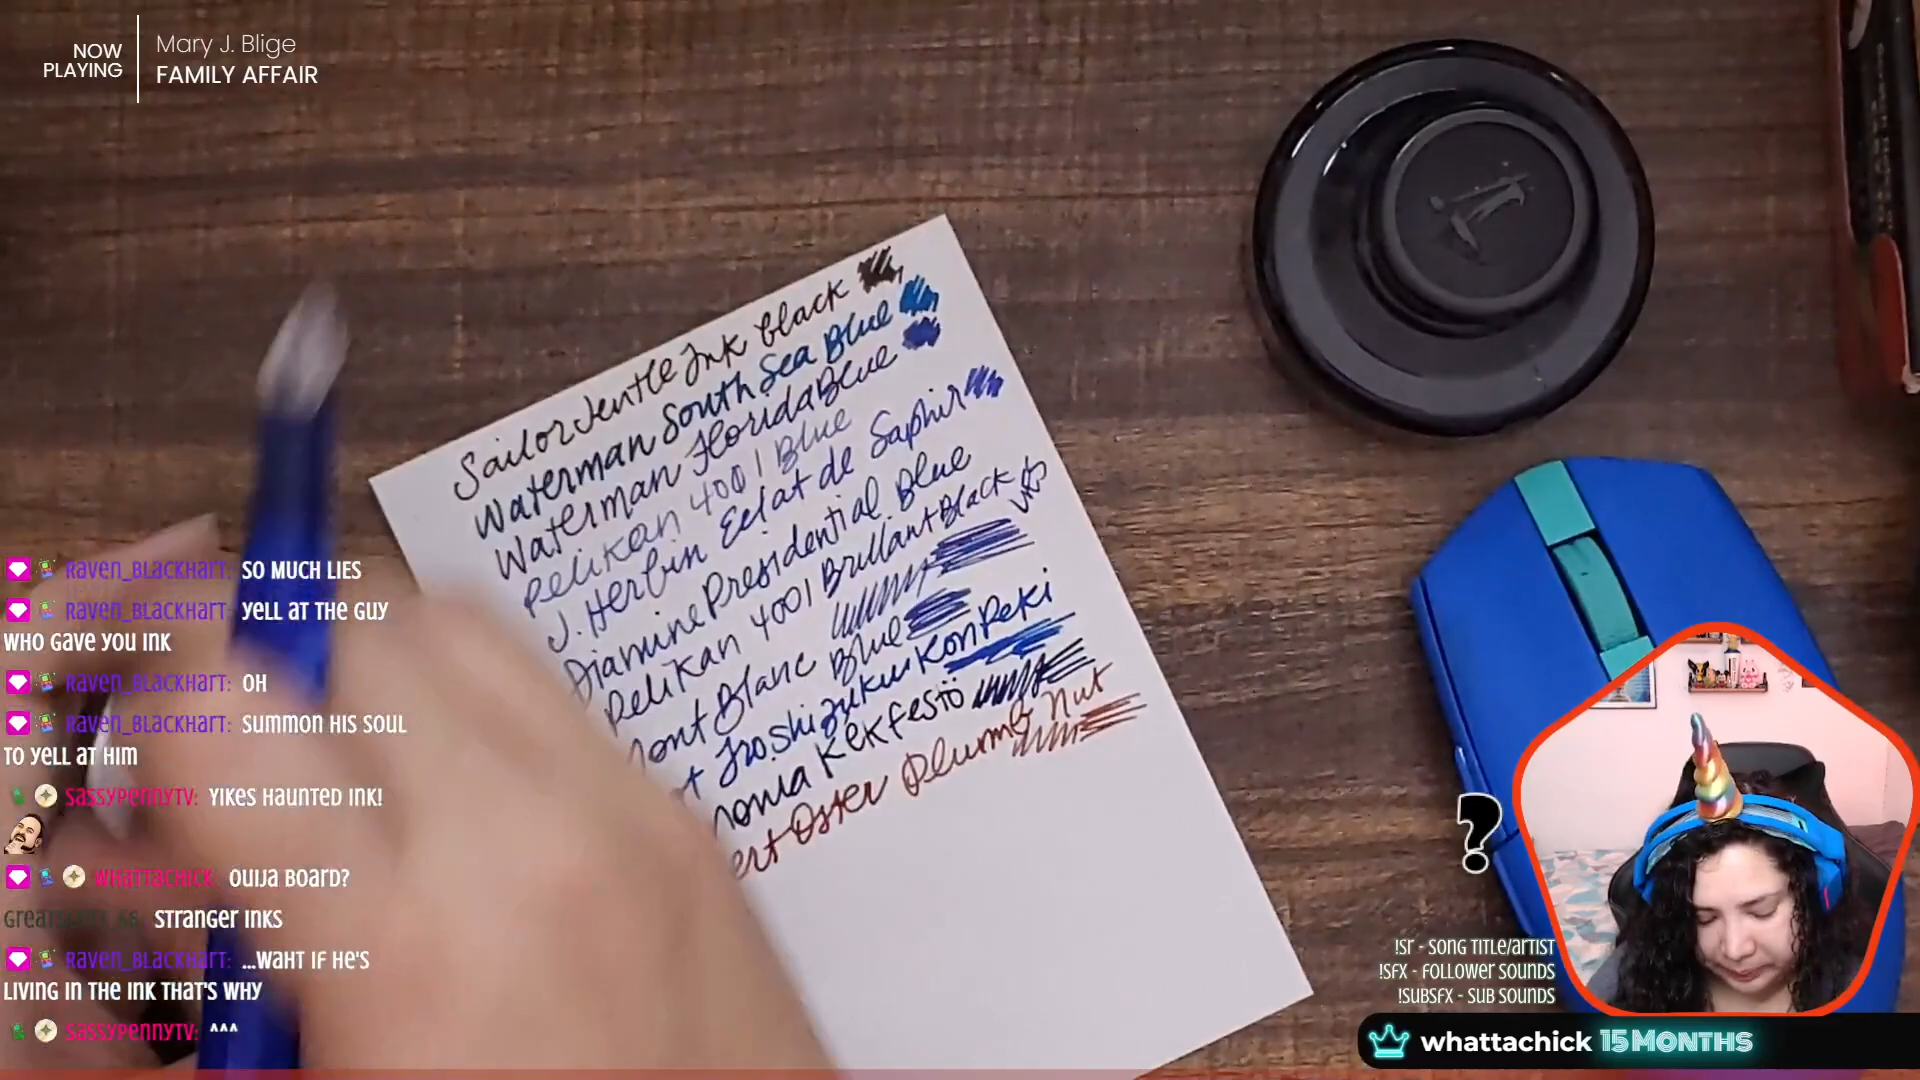 NOW
PLAYING
Mary J. Blige
FAMILY AFFAIR
Sailor Jentle Ink black
Waterman South Sea Blue
Waterman Florida Blue
Pelikan 4001 Blue
J. Herbin Eclat de Saphir
Diamine Presidential Blue
Pelikan 4001 Brillant Black
Mont Blanc Blue
Iroshizuku Kon Peki
Kékfestő
Oster Plumb Nut
Raven_Blackhart: SO MUCH LIES
Raven_Blackhart: yell at the guy
who gave you ink
Raven_Blackhart: OH
Raven_Blackhart: Summon his soul
to yell at him
SassyPennyTV: Yikes haunted ink!
whattachick: Ouija board?
Stranger Inks
Raven_Blackhart: ...waht if he's
living in the ink that's why
SassyPennyTV: ^^^
?
!sr - Song title/artist
!sfx - Follower Sounds
!subsfx - Sub Sounds
whattachick 15 Months